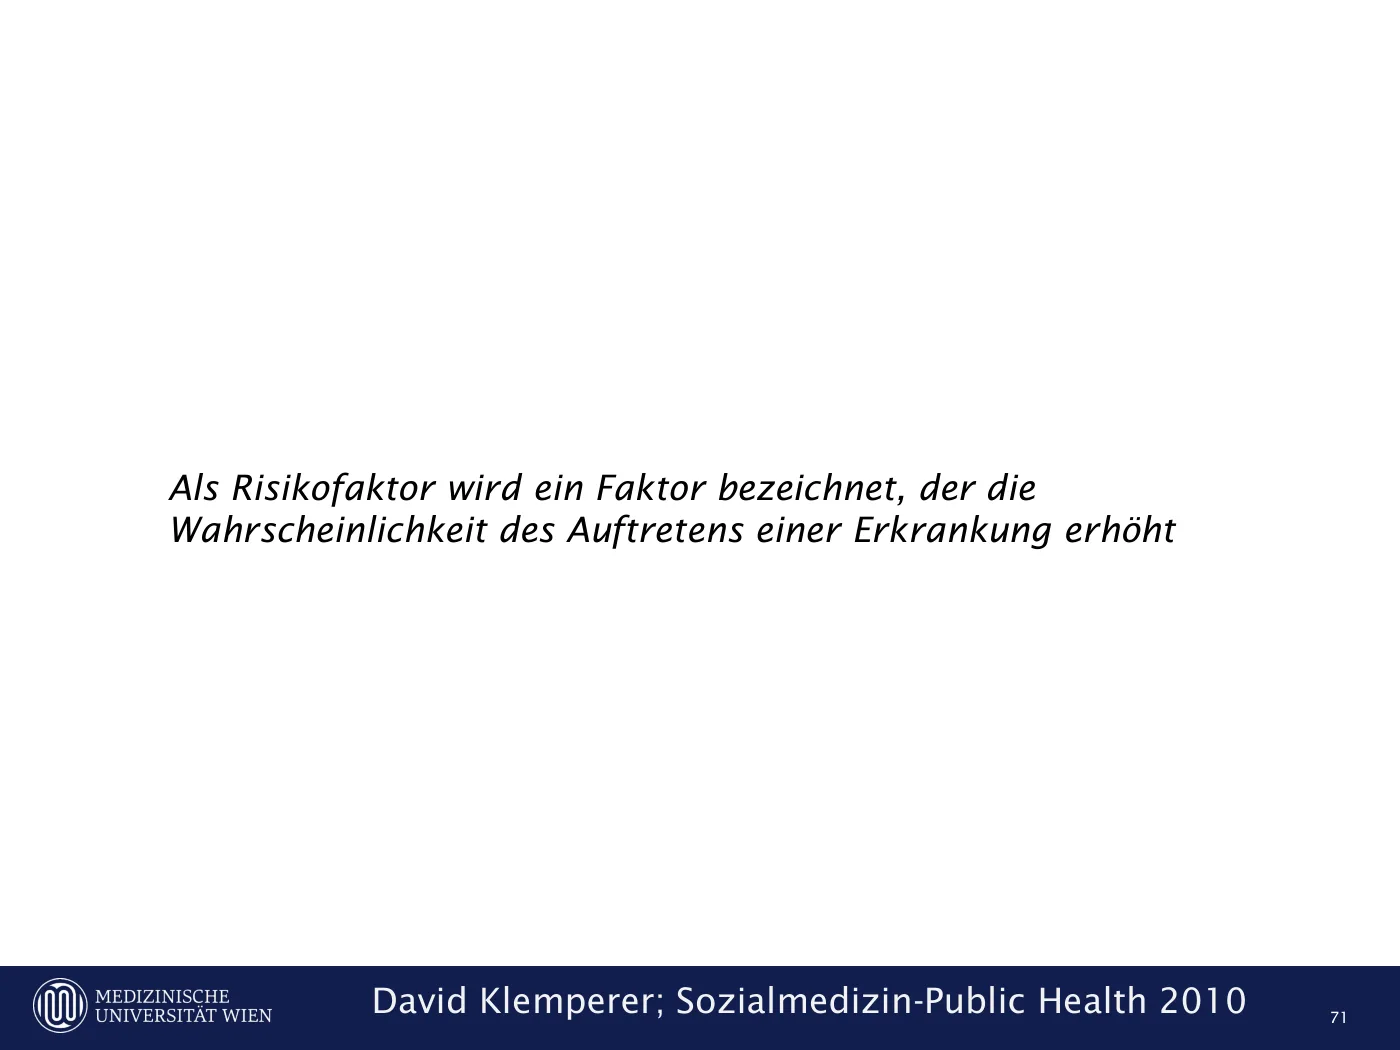 Als Risikofaktor wird ein Faktor bezeichnet, der die
Wahrscheinlichkeit des Auftretens einer Erkrankung erhöht
MEDIZINISCHE
UNIVERSITÄT WIEN
David Klemperer; Sozialmedizin-Public Health 2010
71